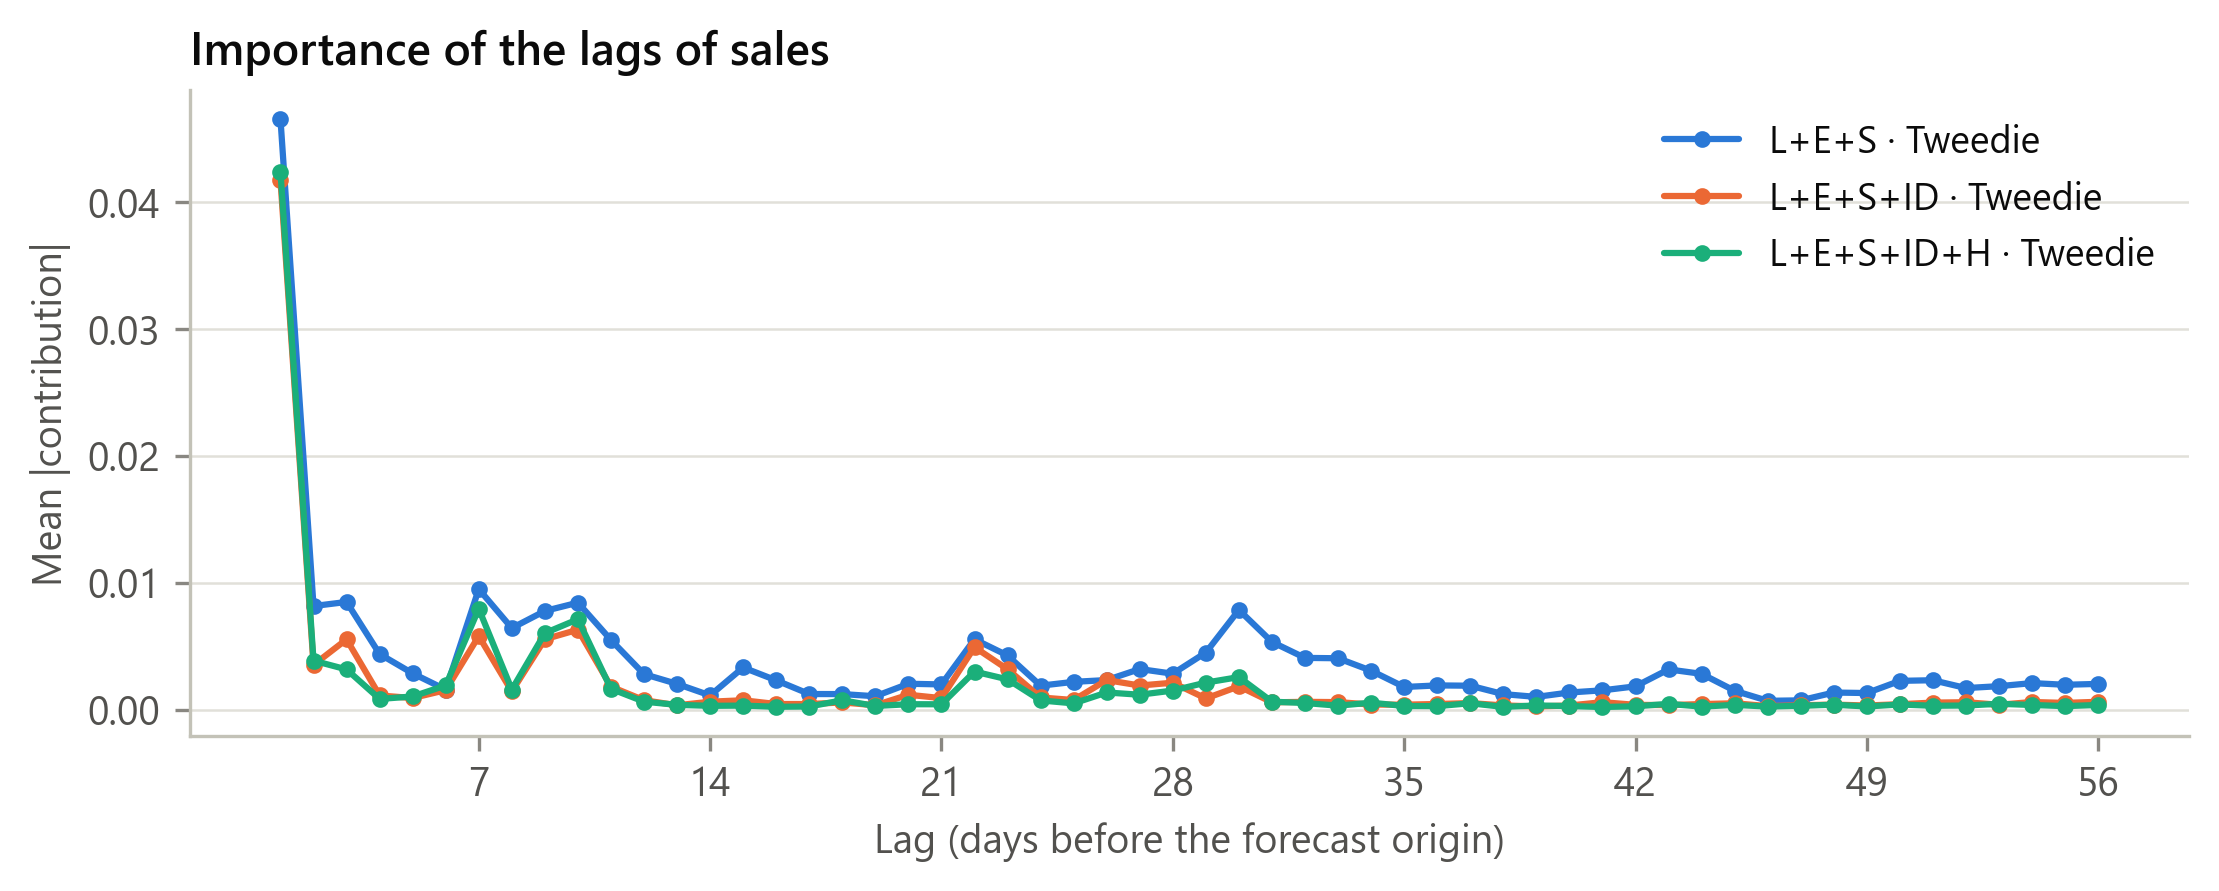 Importance of the lags of sales
L+E+S · Tweedie
L+E+S+ID · Tweedie
L+E+S+ID+H · Tweedie
Mean |contribution|
0.04
0.03
0.02
0.01
0.00
7 14 21 28 35 42 49 56
Lag (days before the forecast origin)